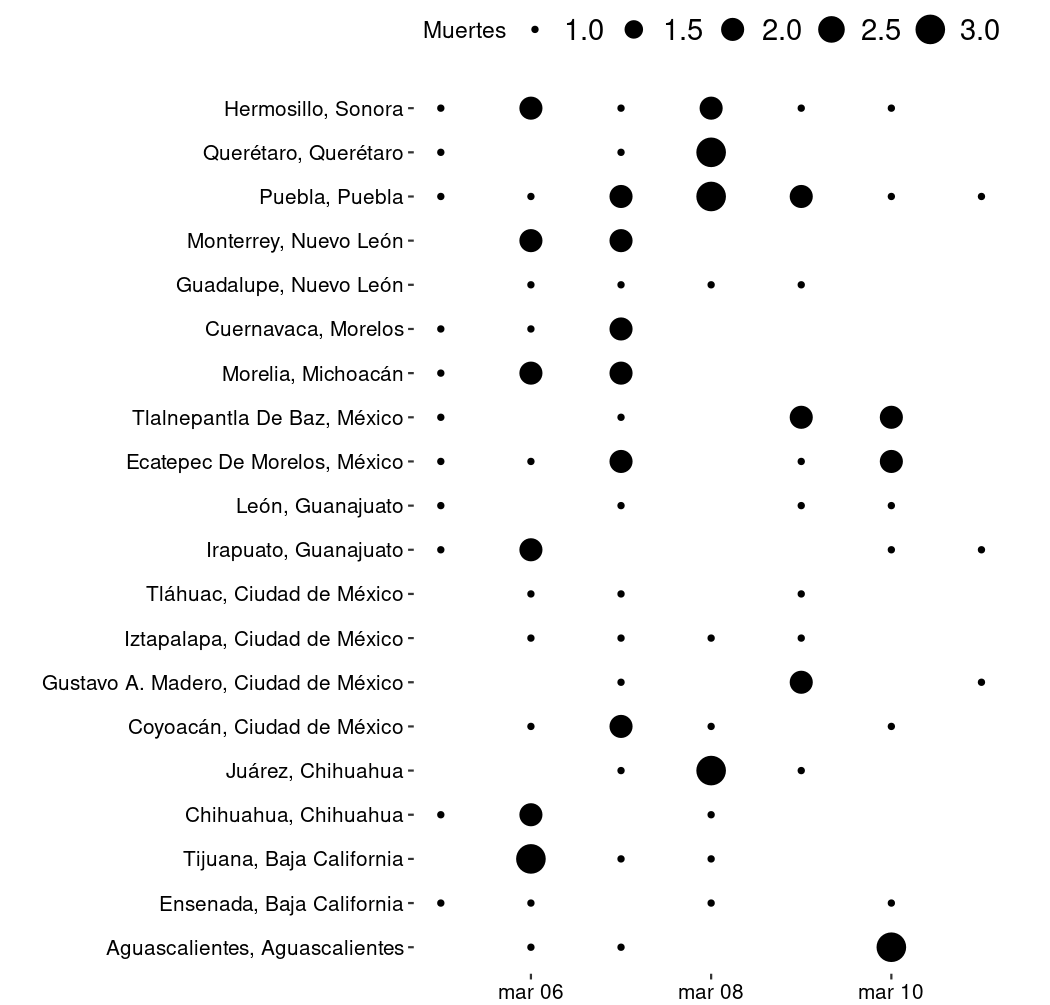 Muertes 1.0 1.5 2.0 2.5 3.0
Hermosillo, Sonora
Querétaro, Querétaro
Puebla, Puebla
Monterrey, Nuevo León
Guadalupe, Nuevo León
Cuernavaca, Morelos
Morelia, Michoacán
Tlalnepantla De Baz, México
Ecatepec De Morelos, México
León, Guanajuato
Irapuato, Guanajuato
Tláhuac, Ciudad de México
Iztapalapa, Ciudad de México
Gustavo A. Madero, Ciudad de México
Coyoacán, Ciudad de México
Juárez, Chihuahua
Chihuahua, Chihuahua
Tijuana, Baja California
Ensenada, Baja California
Aguascalientes, Aguascalientes
mar 06 mar 08 mar 10